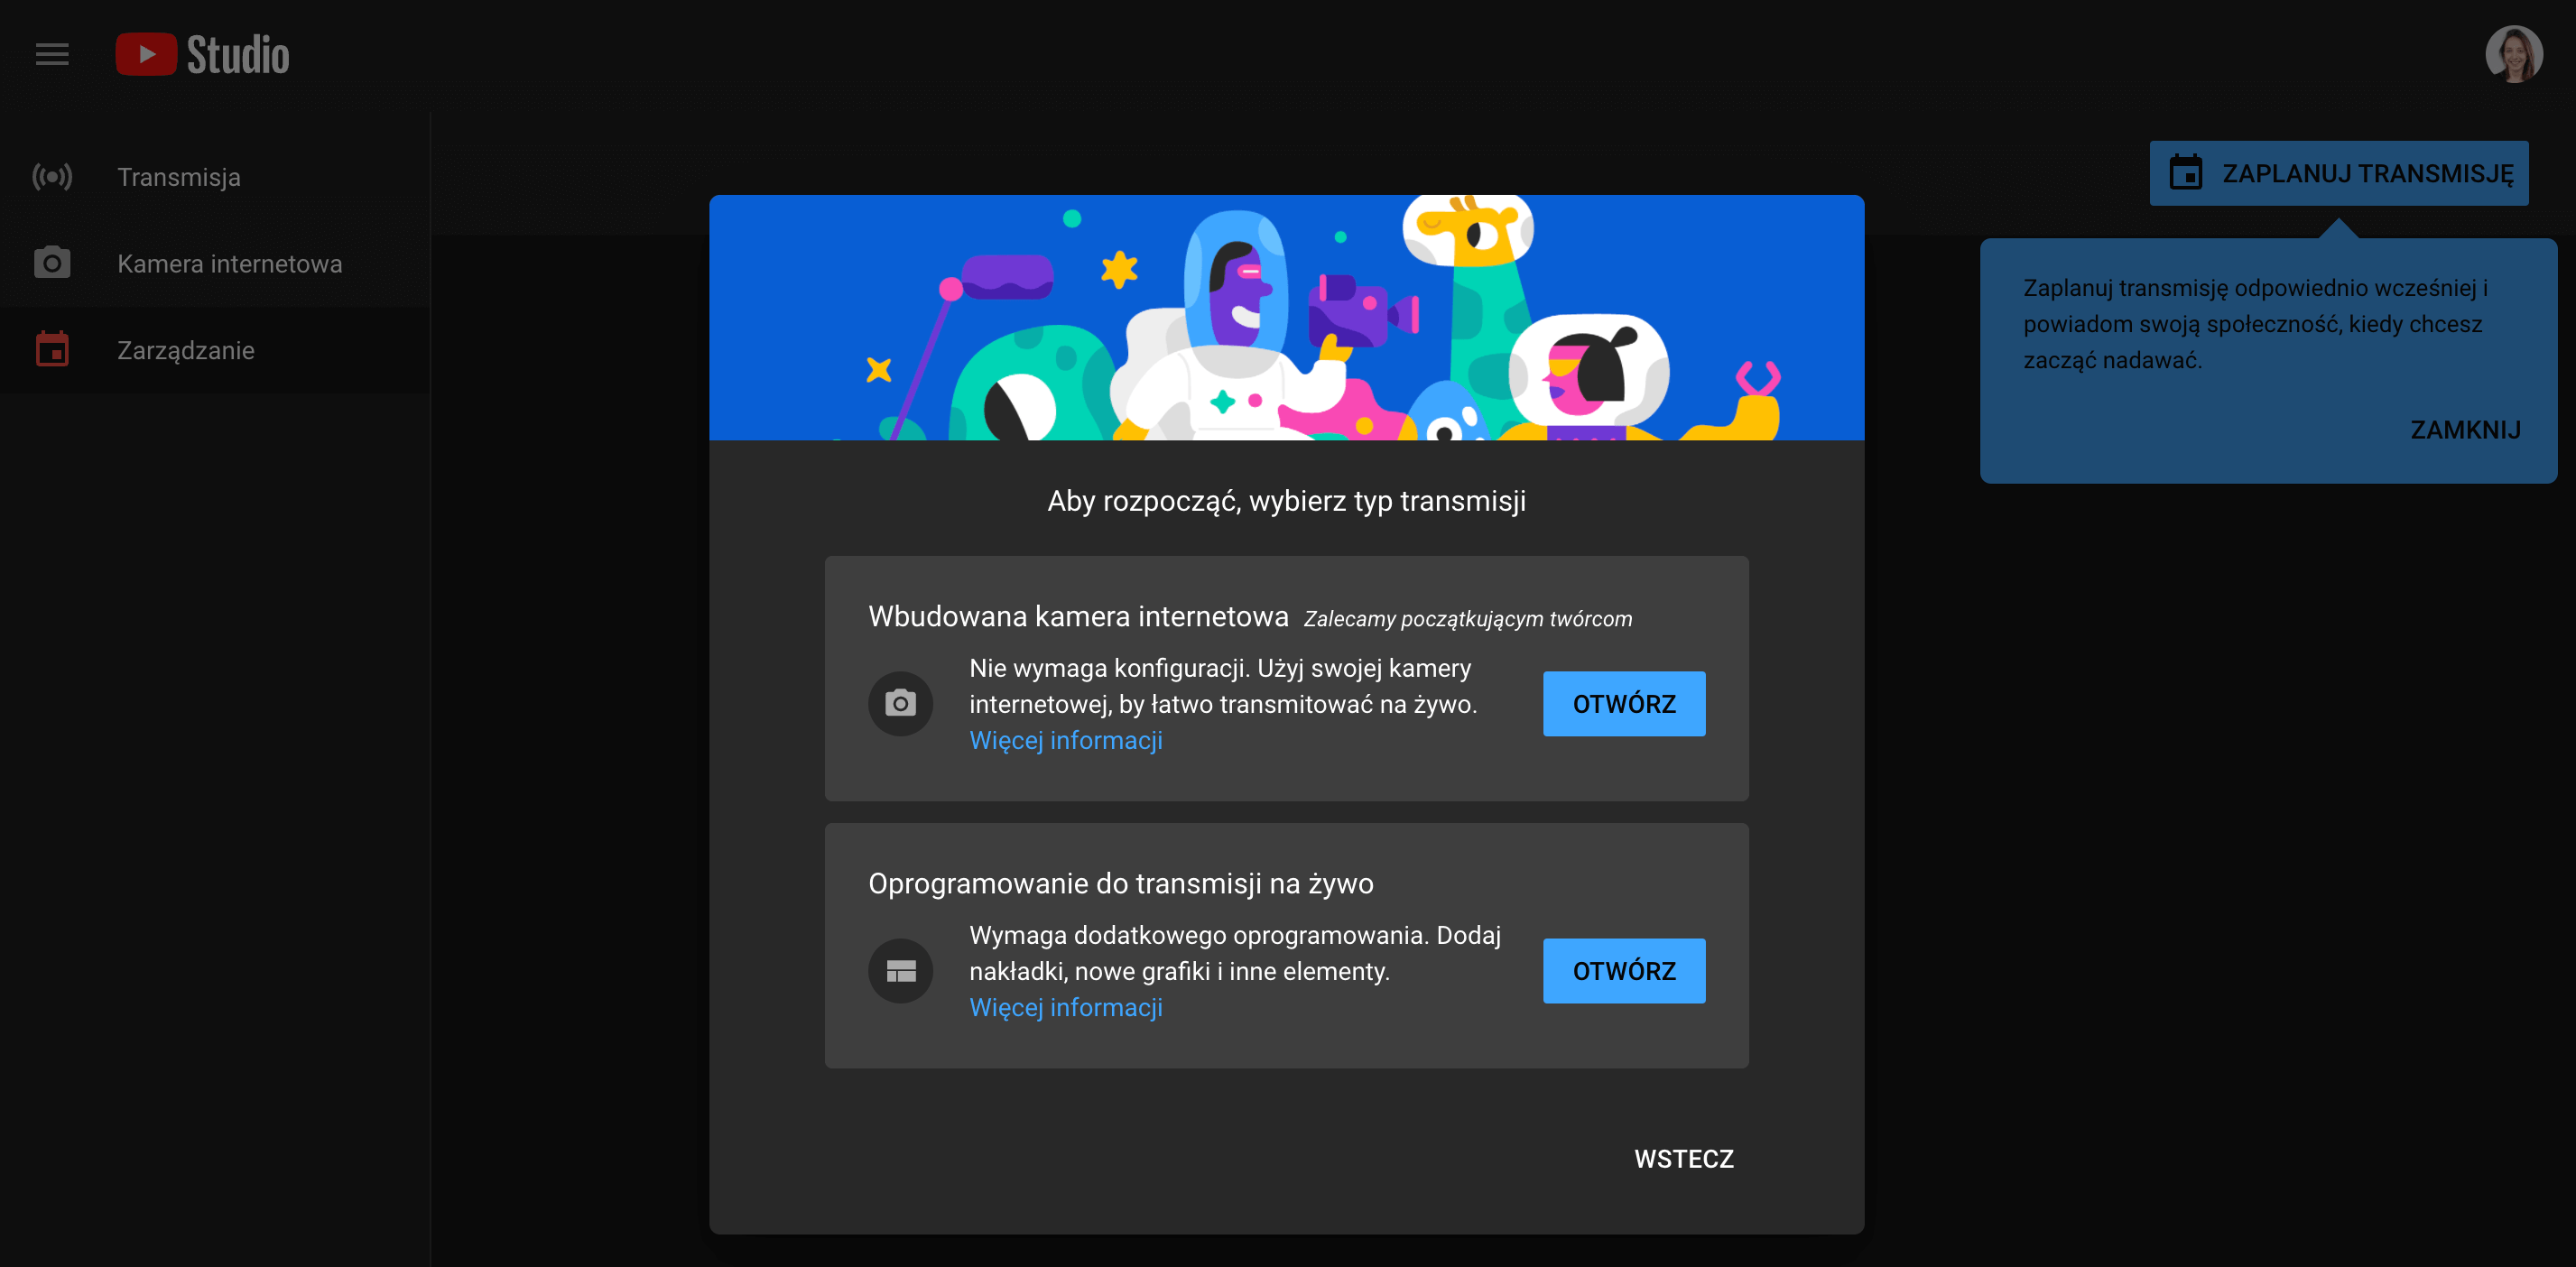 Studio
Transmisja
Kamera internetowa
Zarządzanie
ZAPLANUJ TRANSMISJĘ
Zaplanuj transmisję odpowiednio wcześniej i
powiadom swoją społeczność, kiedy chcesz
zacząć nadawać.
ZAMKNIJ
Aby rozpocząć, wybierz typ transmisji
Wbudowana kamera internetowa Zalecamy początkującym twórcom
Nie wymaga konfiguracji. Użyj swojej kamery
internetowej, by łatwo transmitować na żywo.
Więcej informacji
OTWÓRZ
Oprogramowanie do transmisji na żywo
Wymaga dodatkowego oprogramowania. Dodaj
nakładki, nowe grafiki i inne elementy.
Więcej informacji
OTWÓRZ
WSTECZ